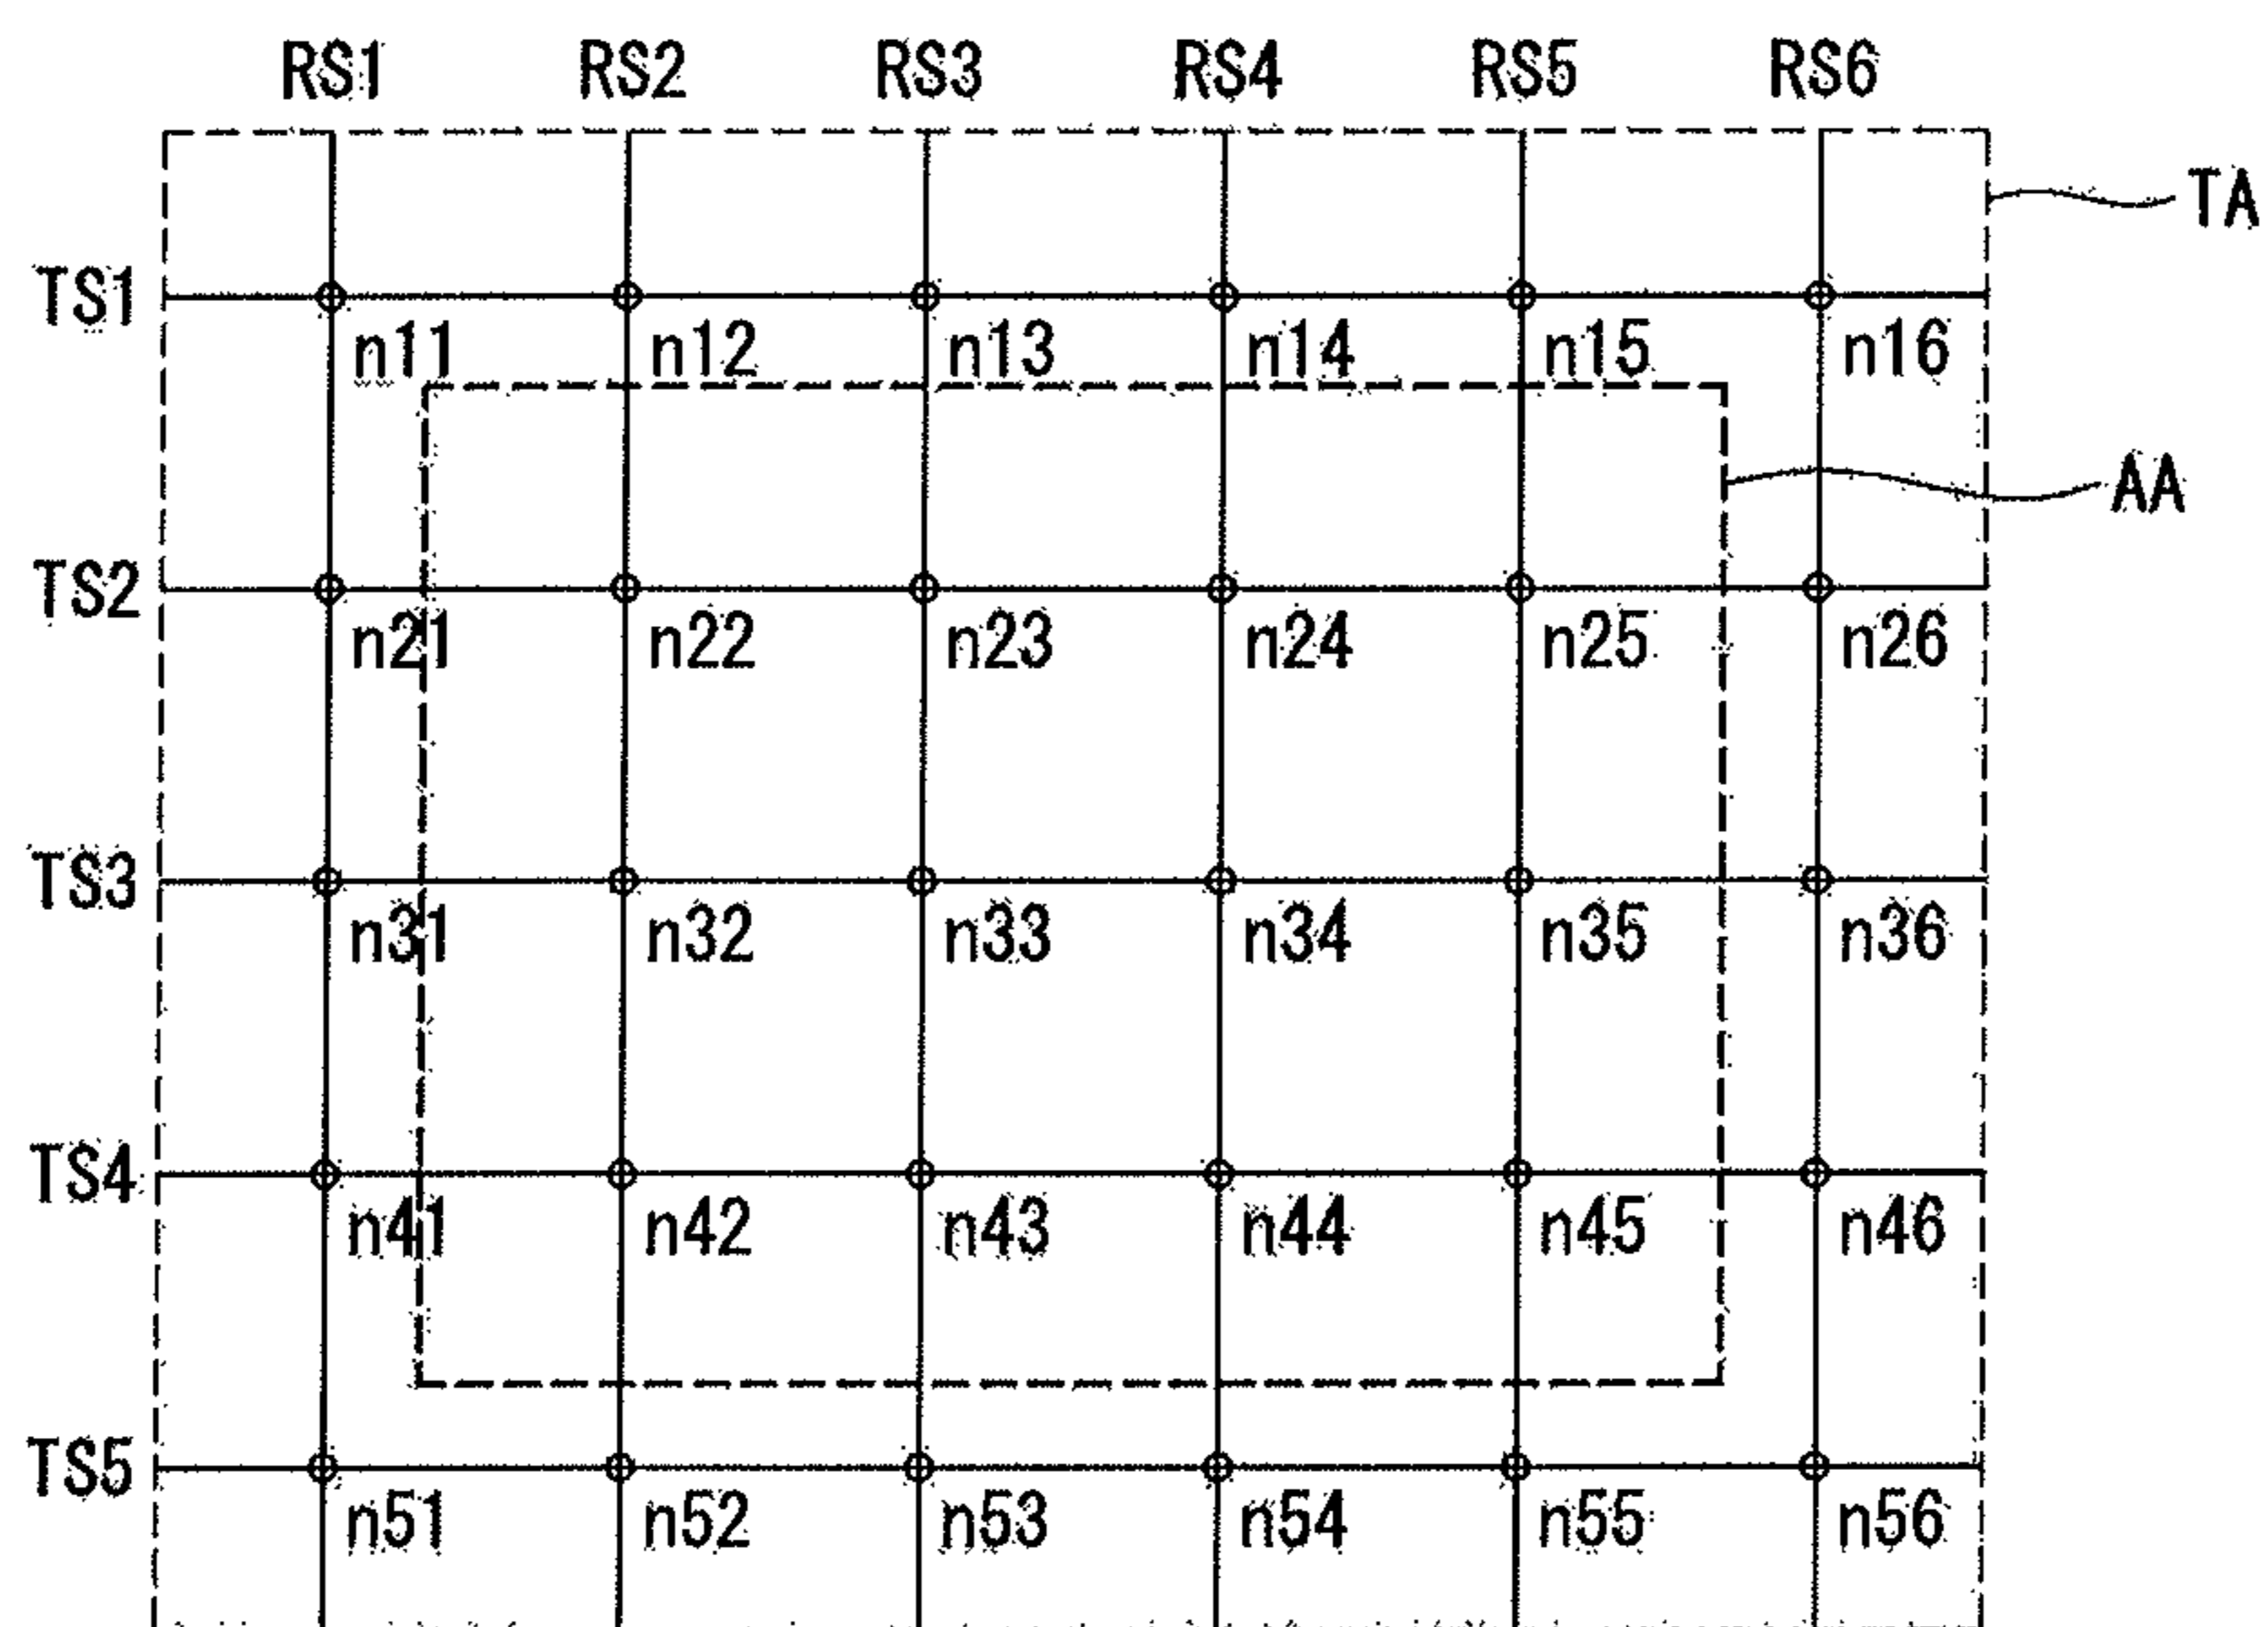 RS1 RS2 RS3 RS4 RS5 RS6
TA
TS1
n11 n12 n13 n14 n15 n16
AA
TS2
n21 n22 n23 n24 n25 n26
TS3
n31 n32 n33 n34 n35 n36
TS4
n41 n42 n43 n44 n45 n46
TS5
n51 n52 n53 n54 n55 n56